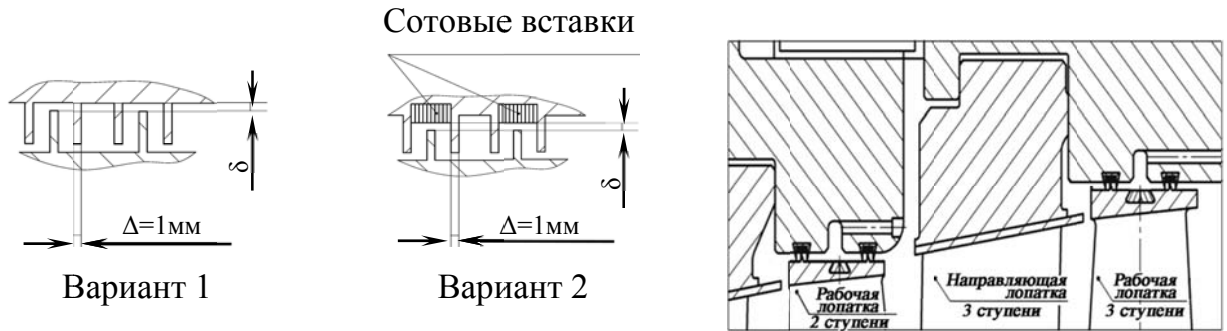 Сотовые вставки
δ
Δ=1мм
Вариант 1
δ
Δ=1мм
Вариант 2
Рабочая
лопатка
2 ступени
Направляющая
лопатка
3 ступени
Рабочая
лопатка
3 ступени